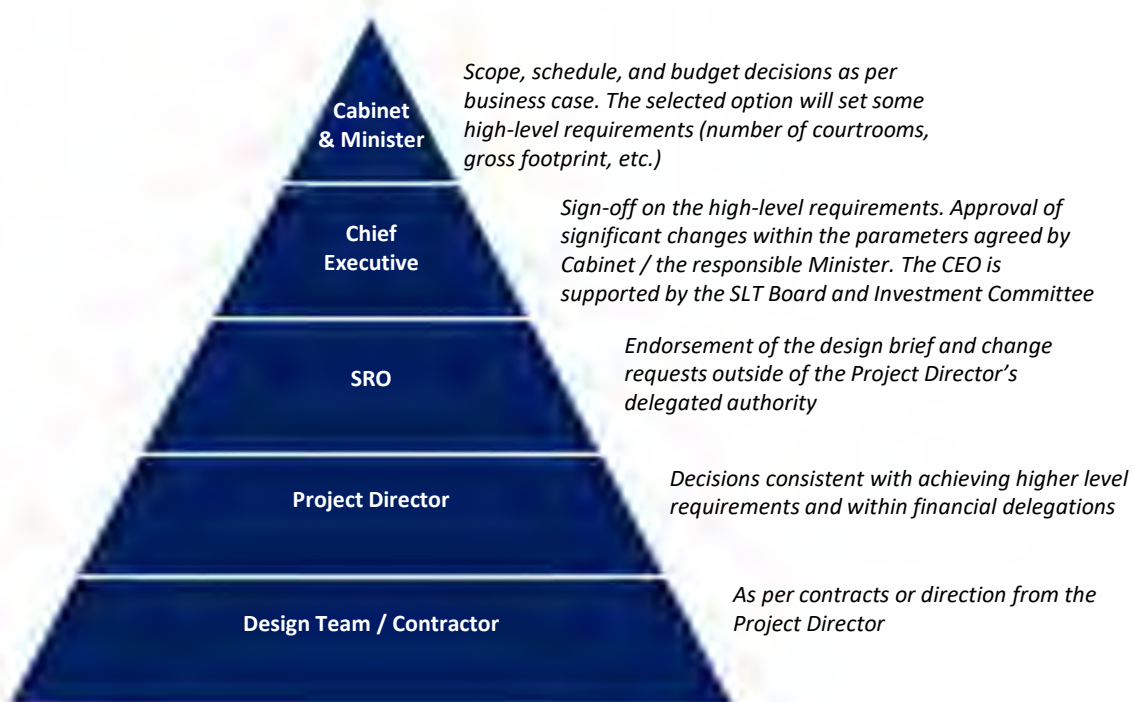 Cabinet
& Minister
Scope, schedule, and budget decisions as per
business case. The selected option will set some
high-level requirements (number of courtrooms,
gross footprint, etc.)
Chief
Executive
Sign-off on the high-level requirements. Approval of
significant changes within the parameters agreed by
Cabinet / the responsible Minister. The CEO is
supported by the SLT Board and Investment Committee
SRO
Endorsement of the design brief and change
requests outside of the Project Director’s
delegated authority
Project Director
Decisions consistent with achieving higher level
requirements and within financial delegations
Design Team / Contractor
As per contracts or direction from the
Project Director